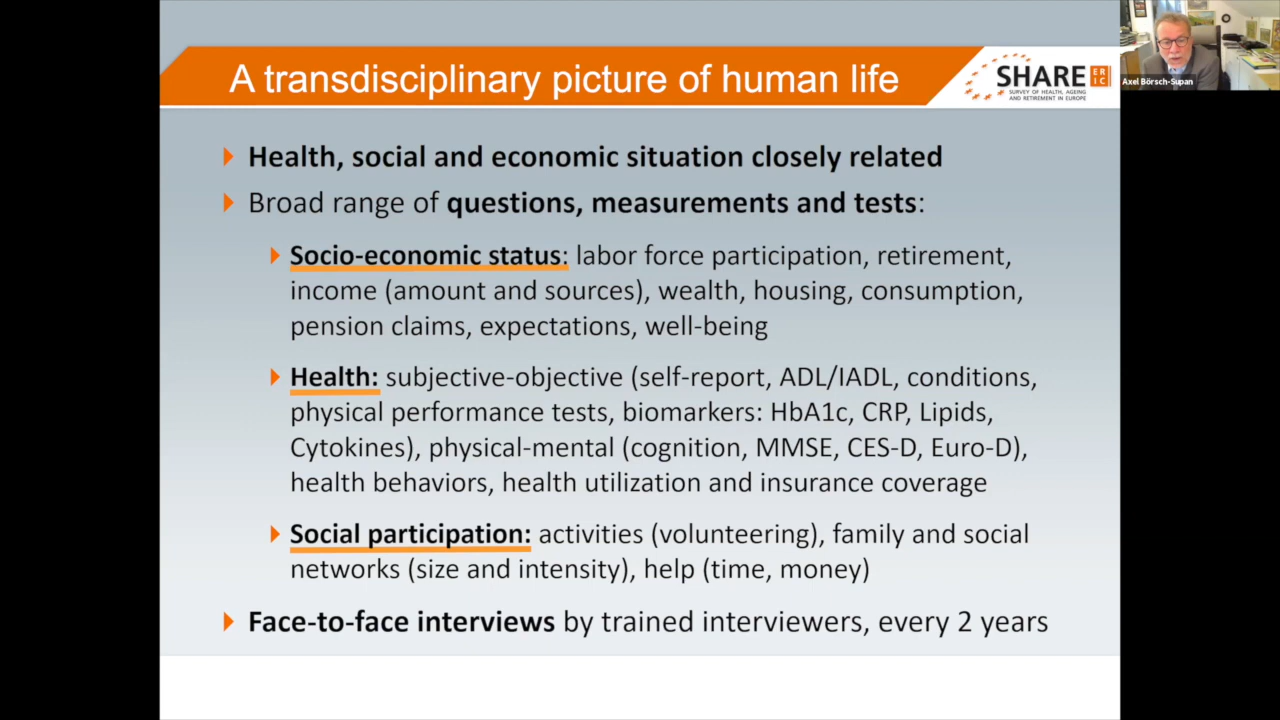 A transdisciplinary picture of human life
SHARE
ER
IC
SURVEY OF HEALTH, AGEING
AND RETIREMENT IN EUROPE
Axel Börsch-Supan
Health, social and economic situation closely related
Broad range of questions, measurements and tests:
Socio-economic status: labor force participation, retirement,
income (amount and sources), wealth, housing, consumption,
pension claims, expectations, well-being
Health: subjective-objective (self-report, ADL/IADL, conditions,
physical performance tests, biomarkers: HbA1c, CRP, Lipids,
Cytokines), physical-mental (cognition, MMSE, CES-D, Euro-D),
health behaviors, health utilization and insurance coverage
Social participation: activities (volunteering), family and social
networks (size and intensity), help (time, money)
Face-to-face interviews by trained interviewers, every 2 years